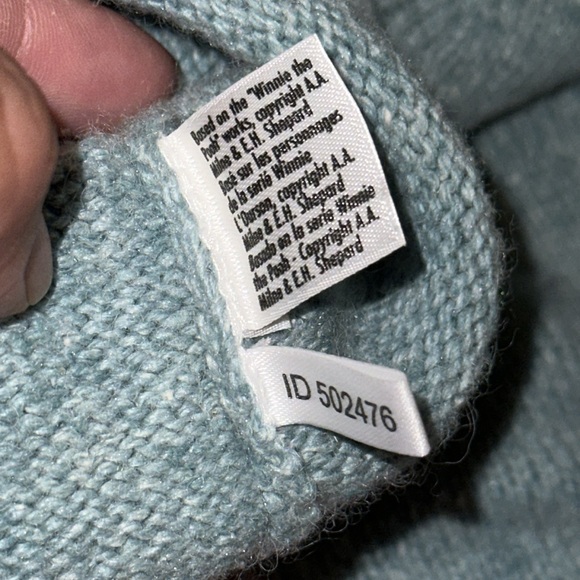 Based on the "Winnie the
Pooh" works, copyright A.A.
Milne & E.H. Shepard
Basé sur les personnages
de la serié Winnie
L'Ourson, copyright A.A.
Milne & E.H. Shepard
Basado en la serie Winnie
the Pooh - Copyright A.A.
Milne & E.H. Shepard
ID 502476